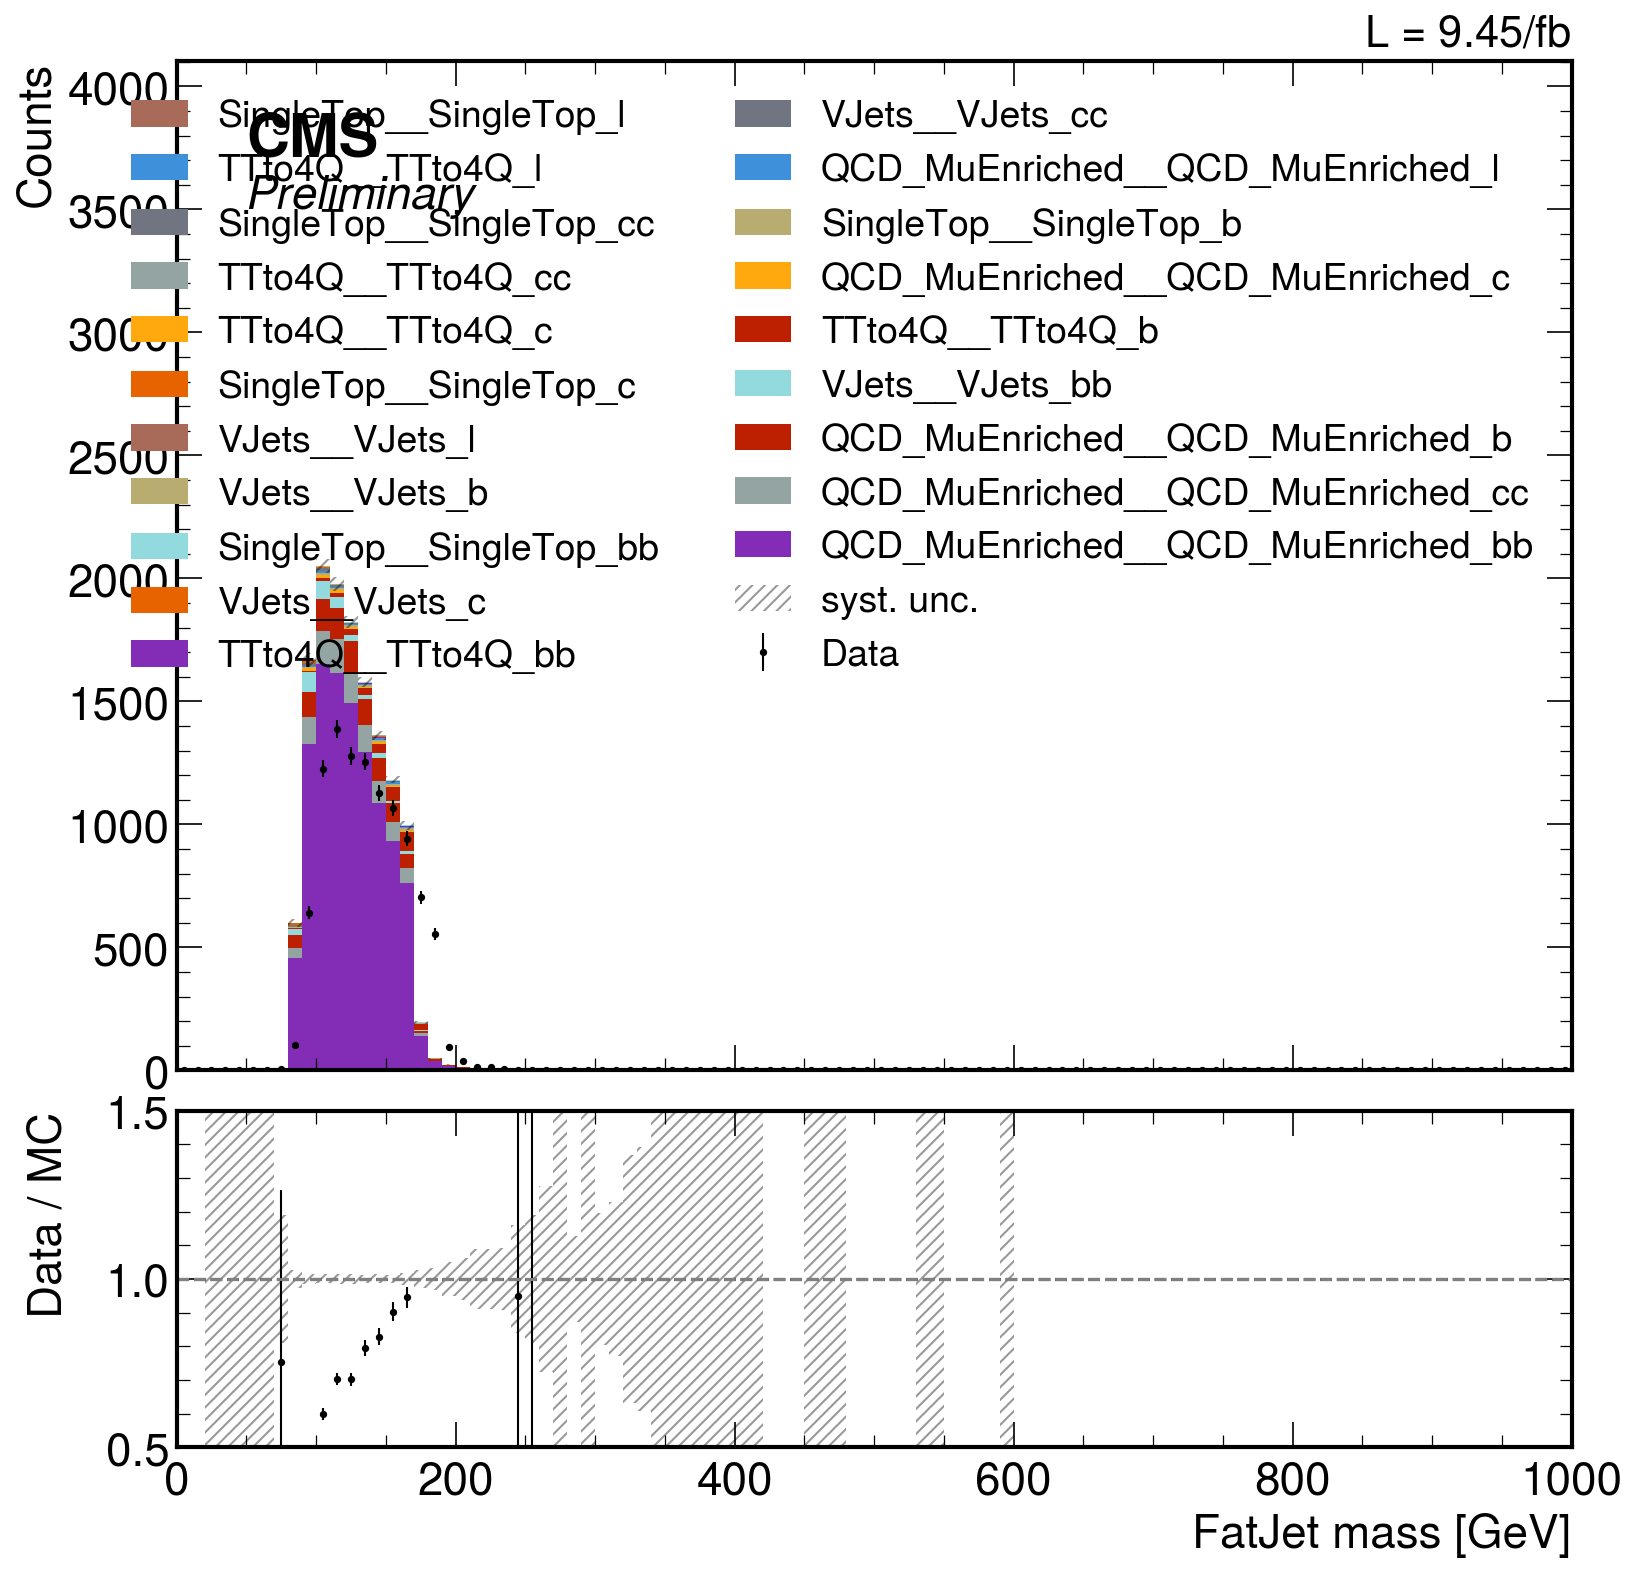 L = 9.45/fb
Counts
CMS
Preliminary
SingleTop__SingleTop_l
TTto4Q__TTto4Q_l
SingleTop__SingleTop_cc
TTto4Q__TTto4Q_cc
TTto4Q__TTto4Q_c
SingleTop__SingleTop_c
VJets__VJets_l
VJets__VJets_b
SingleTop__SingleTop_bb
VJets__VJets_c
TTto4Q__TTto4Q_bb
VJets__VJets_cc
QCD_MuEnriched__QCD_MuEnriched_l
SingleTop__SingleTop_b
QCD_MuEnriched__QCD_MuEnriched_c
TTto4Q__TTto4Q_b
VJets__VJets_bb
QCD_MuEnriched__QCD_MuEnriched_b
QCD_MuEnriched__QCD_MuEnriched_cc
QCD_MuEnriched__QCD_MuEnriched_bb
syst. unc.
Data
4000
3500
3000
2500
2000
1500
1000
500
0
Data / MC
1.5
1.0
0.5
0 200 400 600 800 1000
FatJet mass [GeV]